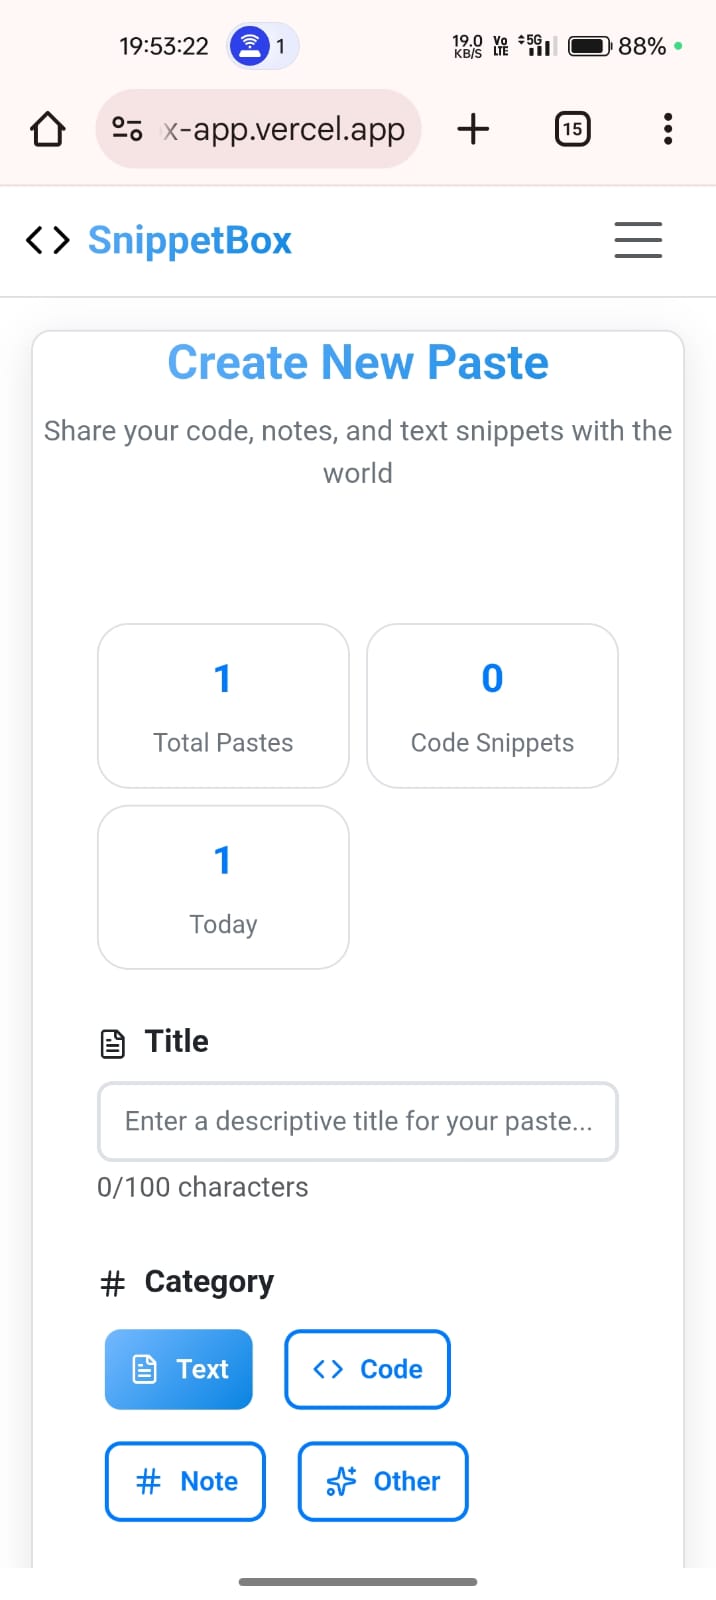 19:53:22 1 19.0 KB/S Vo LTE 5G 88%
x-app.vercel.app 15
SnippetBox
Create New Paste
Share your code, notes, and text snippets with the
world
1 0
Total Pastes Code Snippets
1
Today
Title
Enter a descriptive title for your paste...
0/100 characters
# Category
Text <> Code
# Note Other